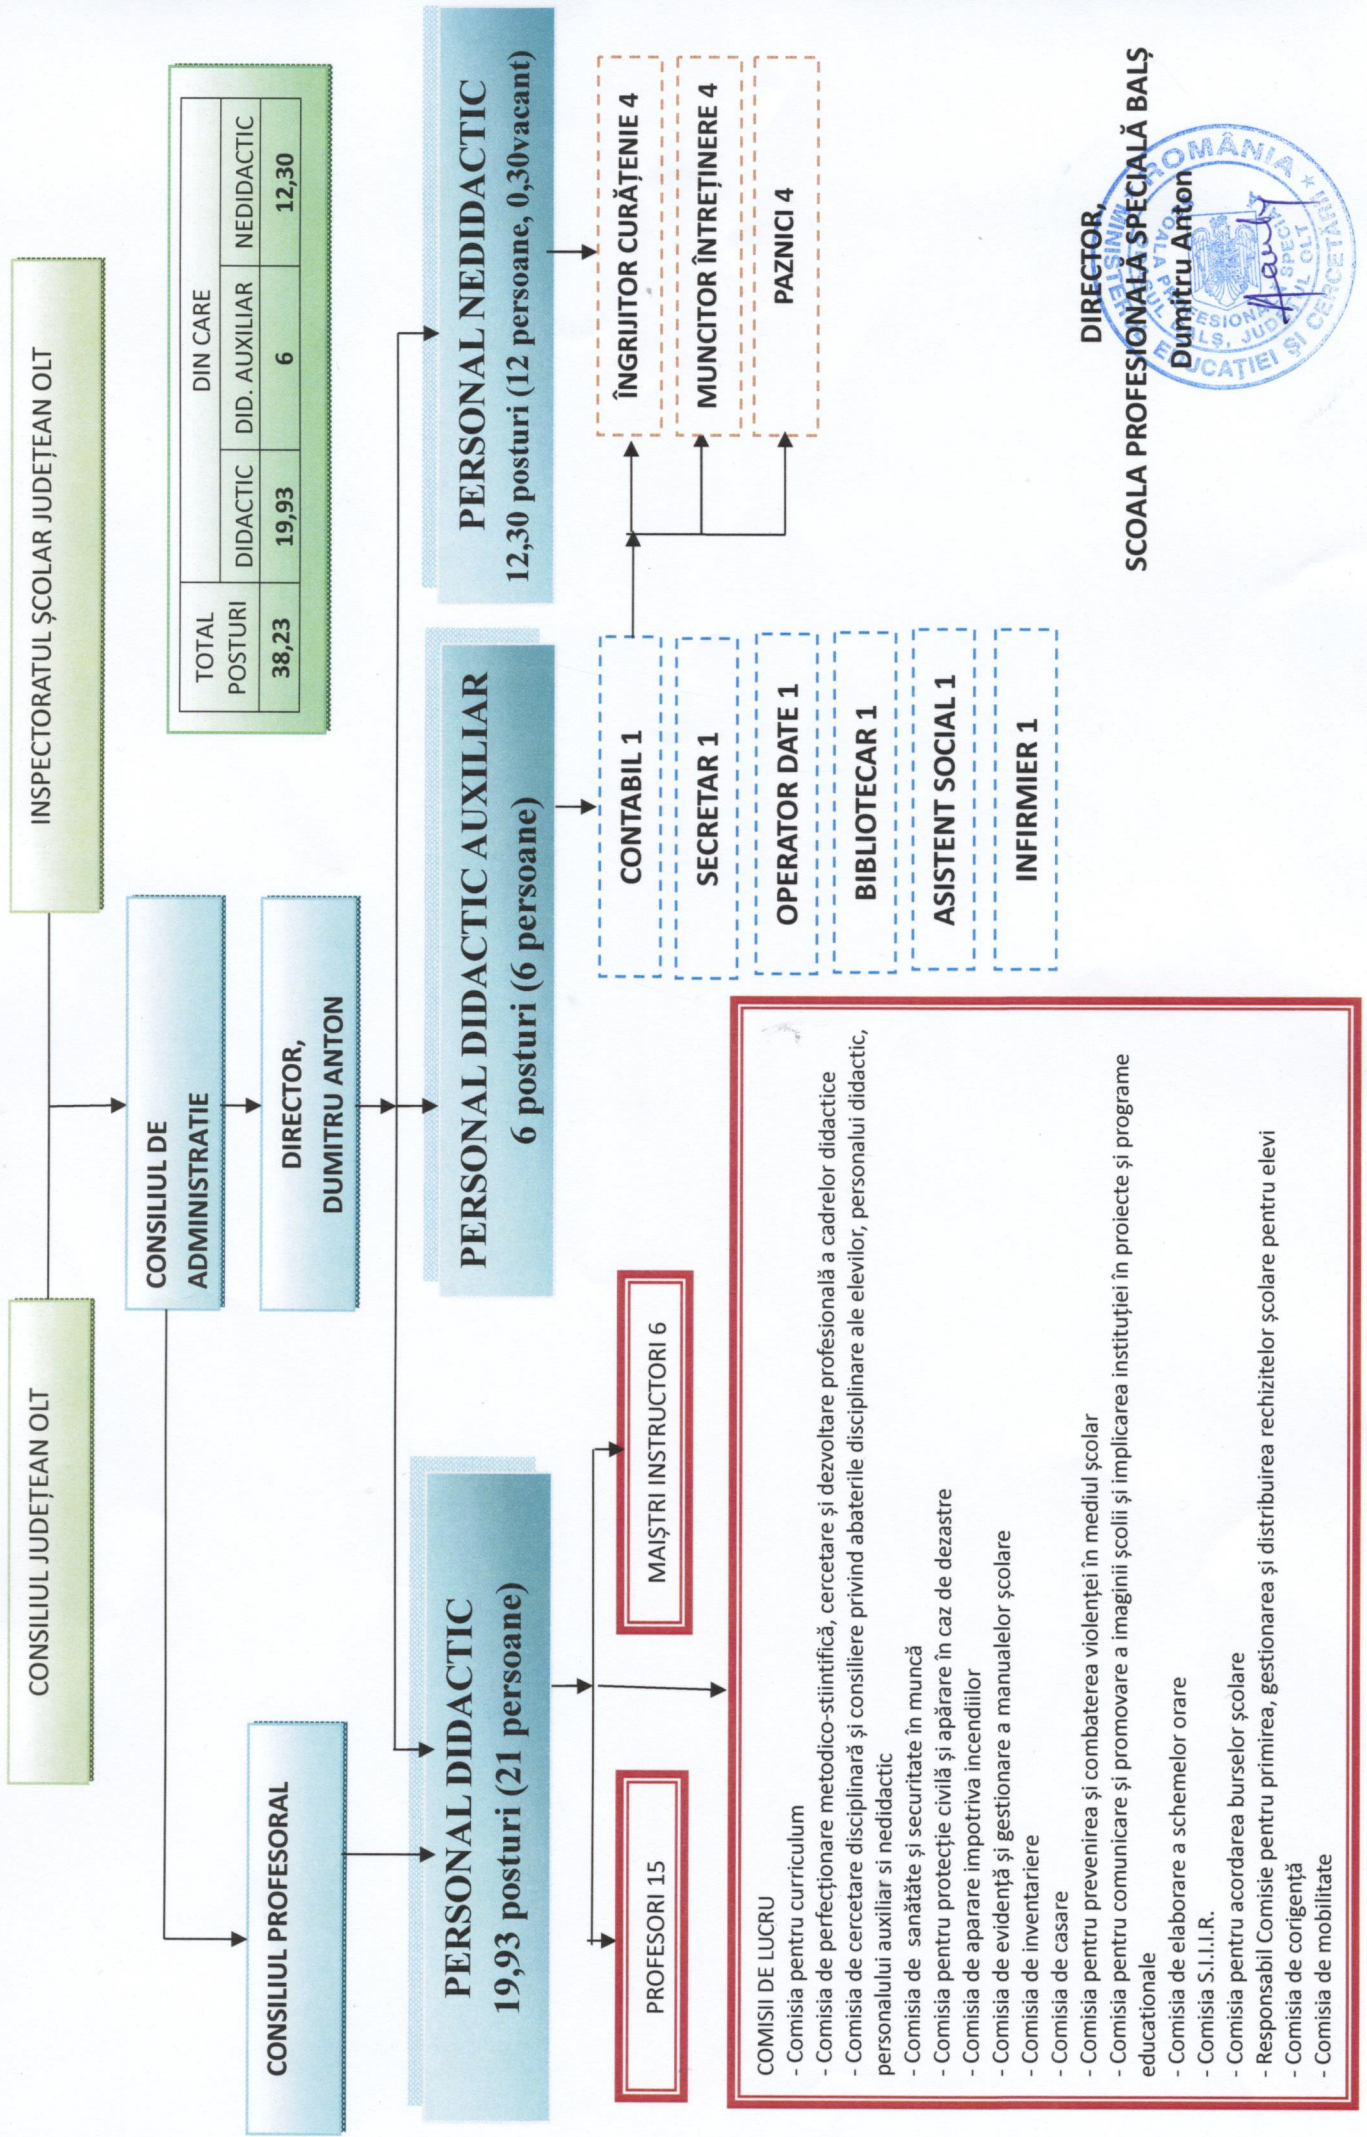 CONSILIUL JUDEȚEAN OLT
INSPECTORATUL ȘCOLAR JUDEȚEAN OLT
CONSILIUL DE
ADMINISTRATIE
TOTAL
POSTURI
DIN CARE
DIDACTIC
DID. AUXILIAR
NEDIDACTIC
38,23
19,93
6
12,30
CONSILIUL PROFESORAL
DIRECTOR,
DUMITRU ANTON
PERSONAL DIDACTIC
19,93 posturi (21 persoane)
PERSONAL DIDACTIC AUXILIAR
6 posturi (6 persoane)
PERSONAL NEDIDACTIC
12,30 posturi (12 persoane, 0,30vacant)
PROFESORI 15
MAIȘTRI INSTRUCTORI 6
CONTABIL 1
SECRETAR 1
OPERATOR DATE 1
BIBLIOTECAR 1
ASISTENT SOCIAL 1
INFIRMIER 1
ÎNGRIJITOR CURĂȚENIE 4
MUNCITOR ÎNTREȚINERE 4
PAZNICI 4
COMISII DE LUCRU
- Comisia pentru curriculum
- Comisia de perfecționare metodico-stiintifică, cercetare și dezvoltare profesională a cadrelor didactice
- Comisia de cercetare disciplinară și consiliere privind abaterile disciplinare ale elevilor, personalului didactic,
personalului auxiliar si nedidactic
- Comisia de sanătăte și securitate în muncă
- Comisia pentru protecție civilă și apărare în caz de dezastre
- Comisia de aparare impotriva incendiilor
- Comisia de evidență și gestionare a manualelor școlare
- Comisia de inventariere
- Comisia de casare
- Comisia pentru prevenirea și combaterea violenței în mediul școlar
- Comisia pentru comunicare și promovare a imaginii școlii și implicarea instituției în proiecte și programe
educationale
- Comisia de elaborare a schemelor orare
- Comisia S.I.I.I.R.
- Comisia pentru acordarea burselor școlare
- Responsabil Comisie pentru primirea, gestionarea și distribuirea rechizitelor școlare pentru elevi
- Comisia de corigență
- Comisia de mobilitate
DIRECTOR,
SCOALA PROFESIONALĂ SPECIALĂ BALȘ
Dumitru Anton
ROMÂNIA
EDUCAȚIEI ȘI CERCETĂRII